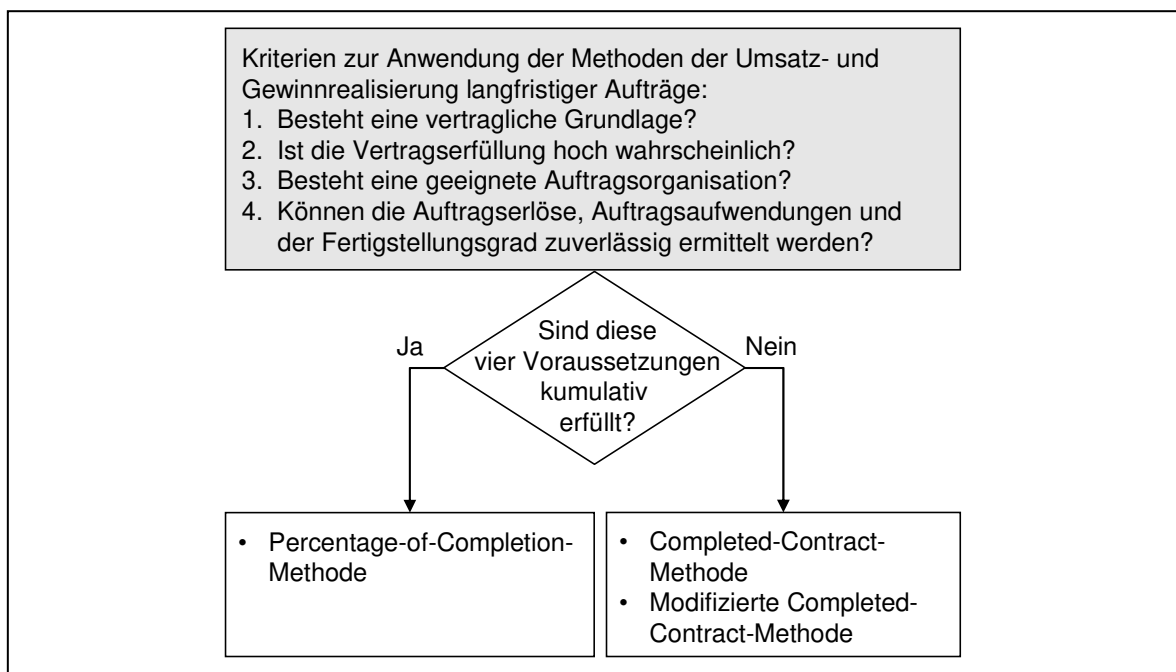 Kriterien zur Anwendung der Methoden der Umsatz- und
Gewinnrealisierung langfristiger Aufträge:
1. Besteht eine vertragliche Grundlage?
2. Ist die Vertragserfüllung hoch wahrscheinlich?
3. Besteht eine geeignete Auftragsorganisation?
4. Können die Auftragserlöse, Auftragsaufwendungen und
der Fertigstellungsgrad zuverlässig ermittelt werden?
Ja
Sind diese
vier Voraussetzungen
kumulativ
erfüllt?
Nein
• Percentage-of-Completion-
Methode
• Completed-Contract-
Methode
• Modifizierte Completed-
Contract-Methode